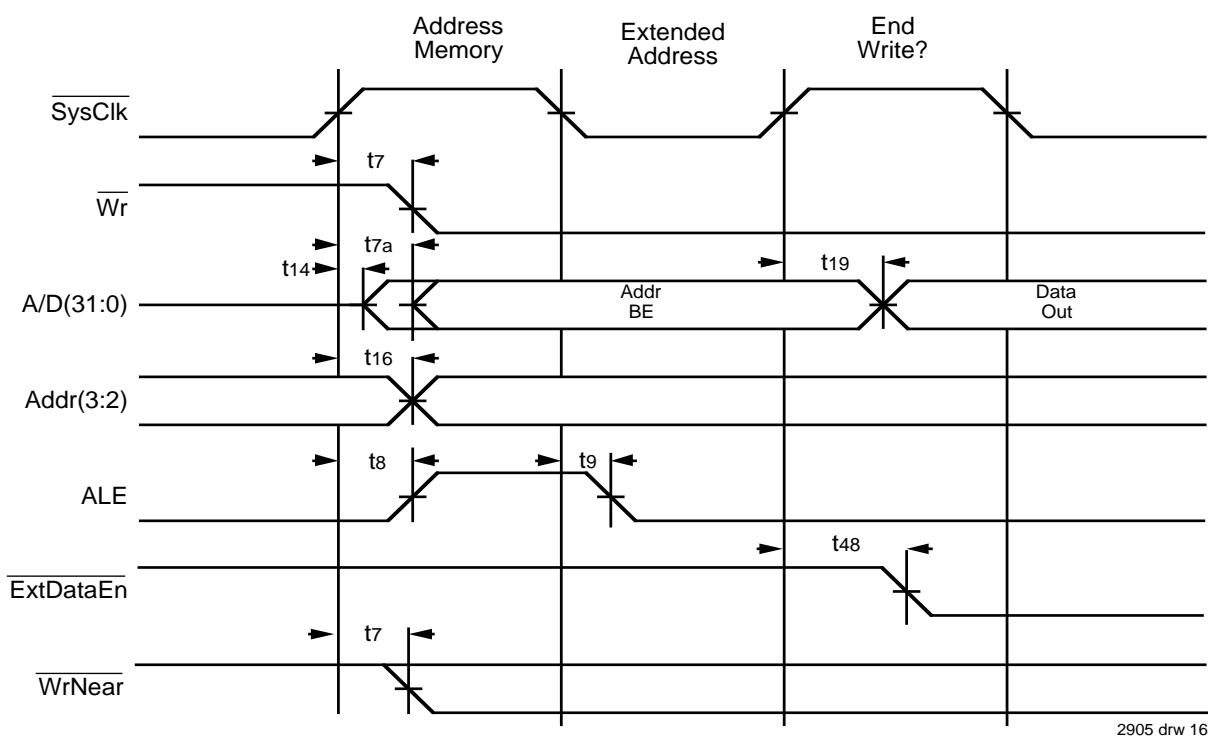 Address
Memory
Extended
Address
End
Write?
SysClk
t7
Wr
t7a
t14
t19
A/D(31:0)
Addr
BE
Data
Out
t16
Addr(3:2)
t8
t9
ALE
t48
ExtDataEn
t7
WrNear
2905 drw 16